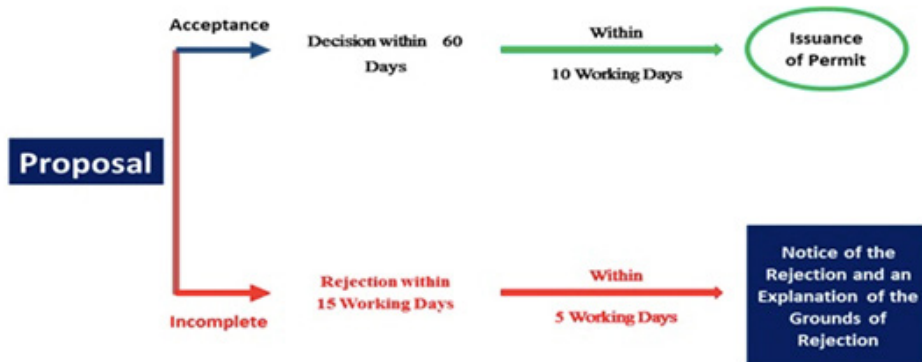 Acceptance
Decision within 60
Days
Within
10 Working Days
Issuance
of Permit
Proposal
Incomplete
Rejection within
15 Working Days
Within
5 Working Days
Notice of the
Rejection and an
Explanation of the
Grounds of
Rejection